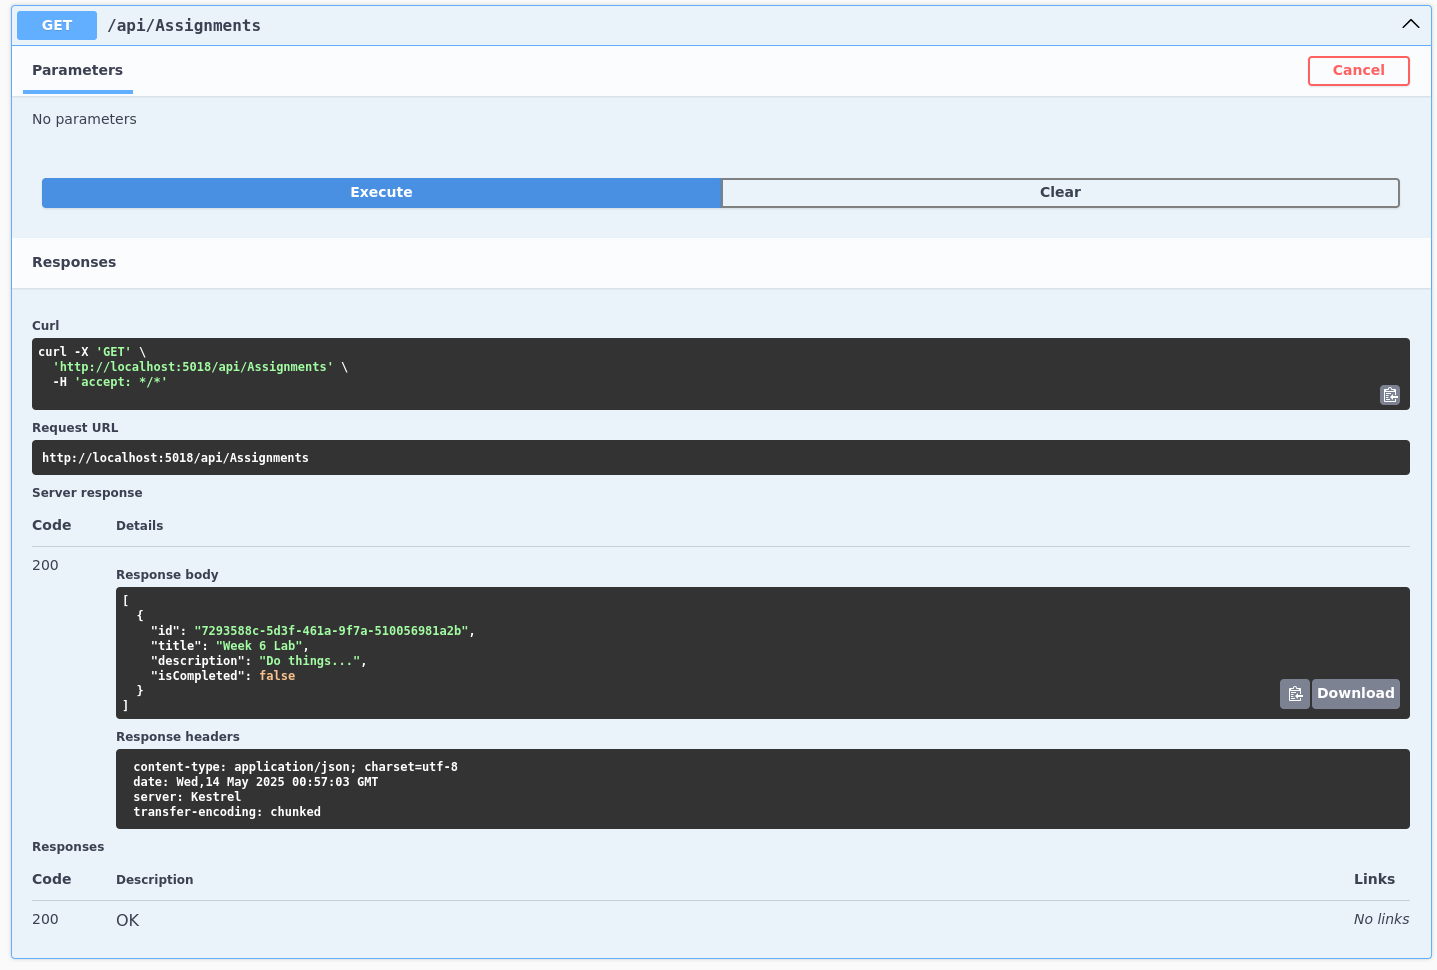 GET /api/Assignments
Parameters Cancel
No parameters
Execute Clear
Responses
Curl
curl -X 'GET' \
  'http://localhost:5018/api/Assignments' \
  -H 'accept: */*'
Request URL
http://localhost:5018/api/Assignments
Server response
Code Details
200
Response body
[
  {
    "id": "7293588c-5d3f-461a-9f7a-510056981a2b",
    "title": "Week 6 Lab",
    "description": "Do things...",
    "isCompleted": false
  }
]
Download
Response headers
content-type: application/json; charset=utf-8
date: Wed,14 May 2025 00:57:03 GMT
server: Kestrel
transfer-encoding: chunked
Responses
Code Description Links
200 OK No links